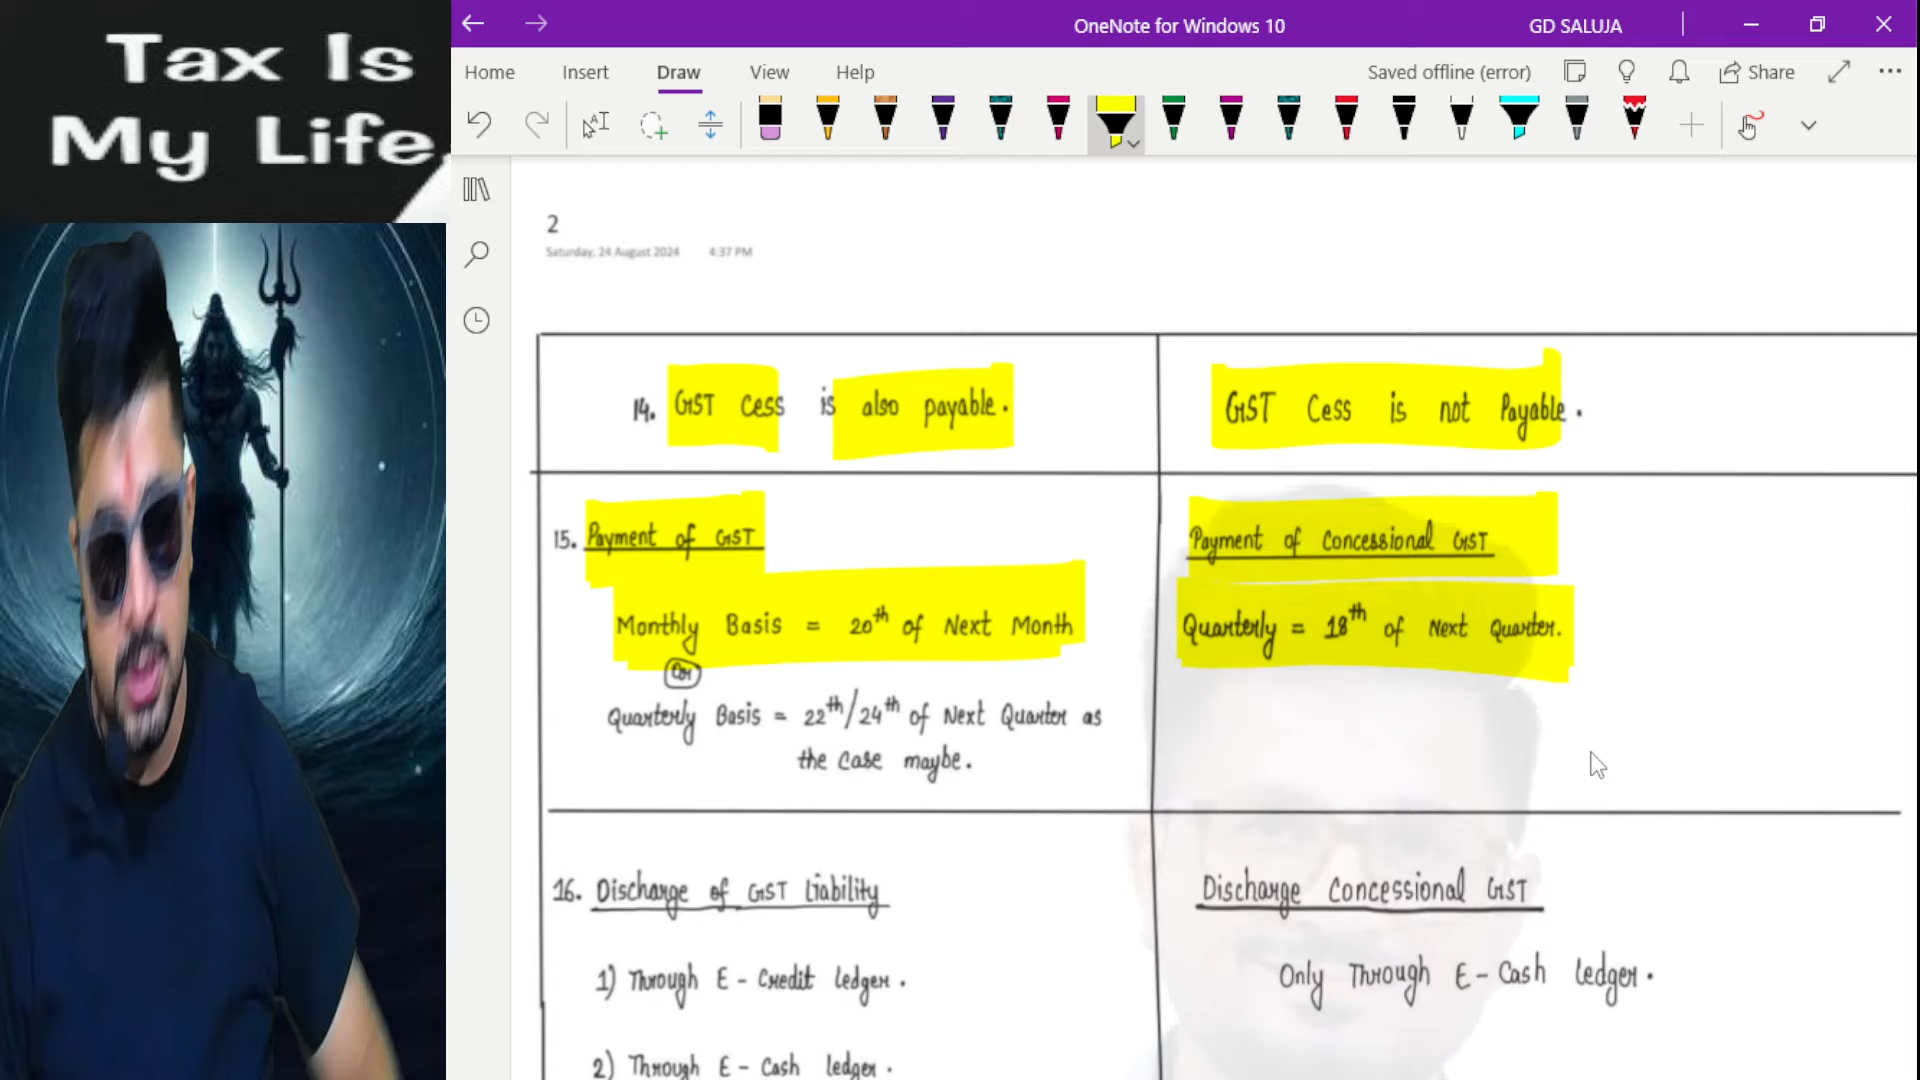 Tax Is
My Life.
OneNote for Windows 10
GD SALUJA
Home Insert Draw View Help
Saved offline (error)
Share
2
Saturday, 24 August 2024 4:37 PM
14. GST Cess is also payable.
GST Cess is not Payable.
15. Payment of GST
Monthly Basis = 20th of Next Month
(or)
Quarterly Basis = 22th/24th of Next Quarter as
the Case maybe.
Payment of Concessional GST
Quarterly = 18th of Next Quarter.
16. Discharge of GST Liability
1) Through E - Credit ledger.
2) Through E - Cash ledger.
Discharge Concessional GST
Only Through E - Cash ledger.